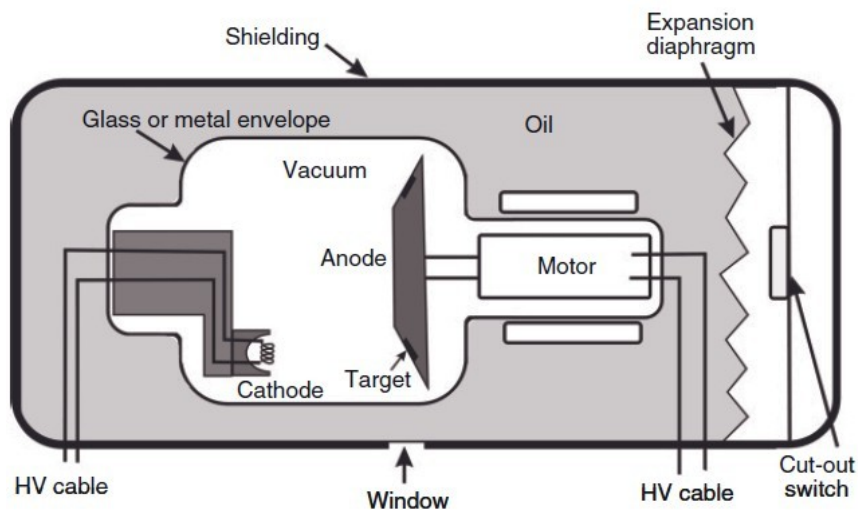 Shielding
Expansion
diaphragm
Glass or metal envelope
Oil
Vacuum
Anode
Motor
Cathode
Target
HV cable
Window
HV cable
Cut-out
switch